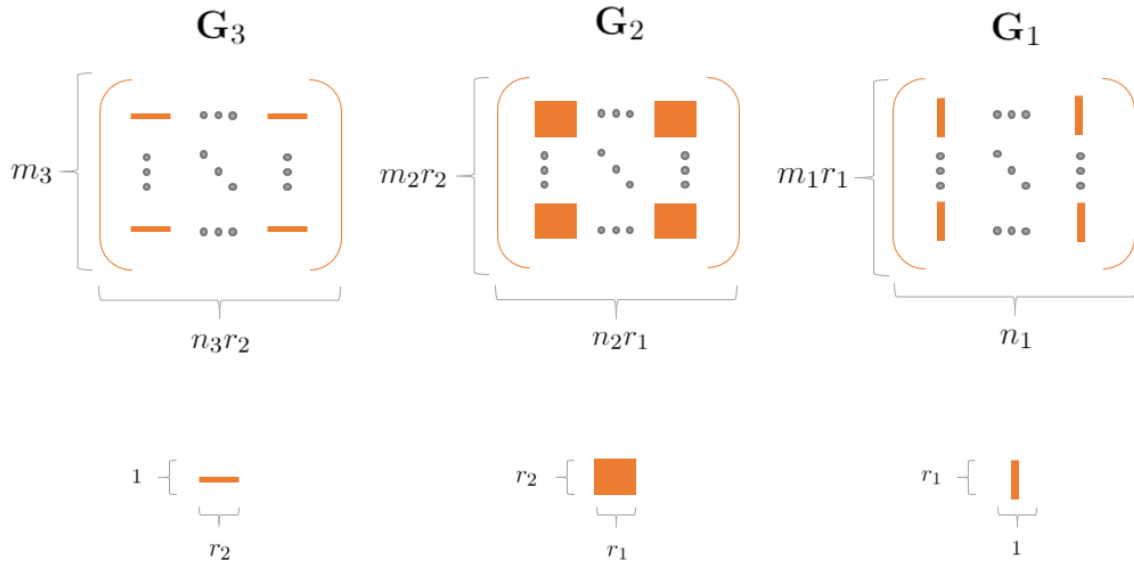 G₃ G₂ G₁
m₃ m₂r₂ m₁r₁
n₃r₂ n₂r₁ n₁
1 r₂ r₁
r₂ r₁ 1